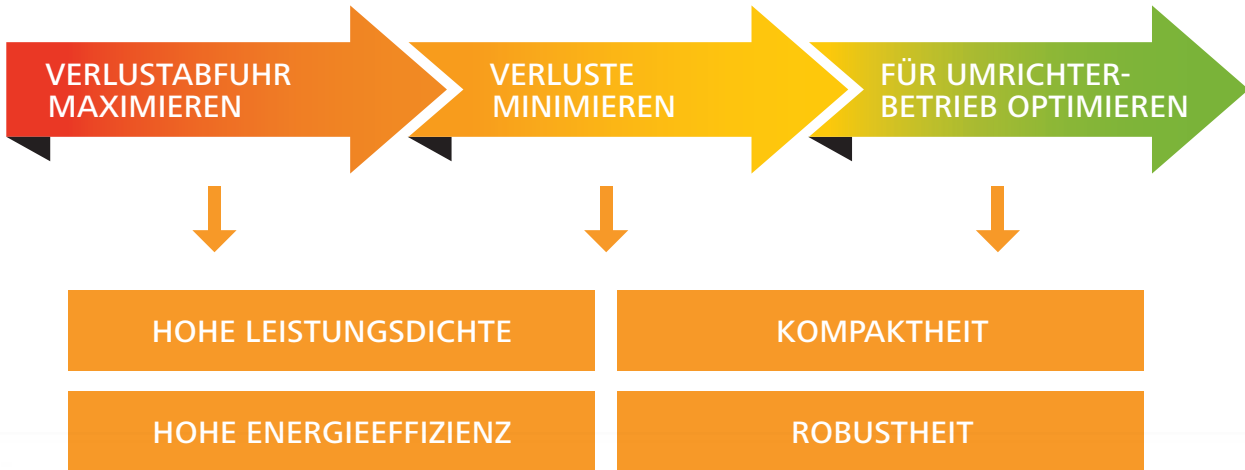 VERLUSTABFUHR
MAXIMIEREN
VERLUSTE
MINIMIEREN
FÜR UMRICHTER-
BETRIEB OPTIMIEREN
HOHE LEISTUNGSDICHTE
KOMPAKTHEIT
HOHE ENERGIEEFFIZIENZ
ROBUSTHEIT